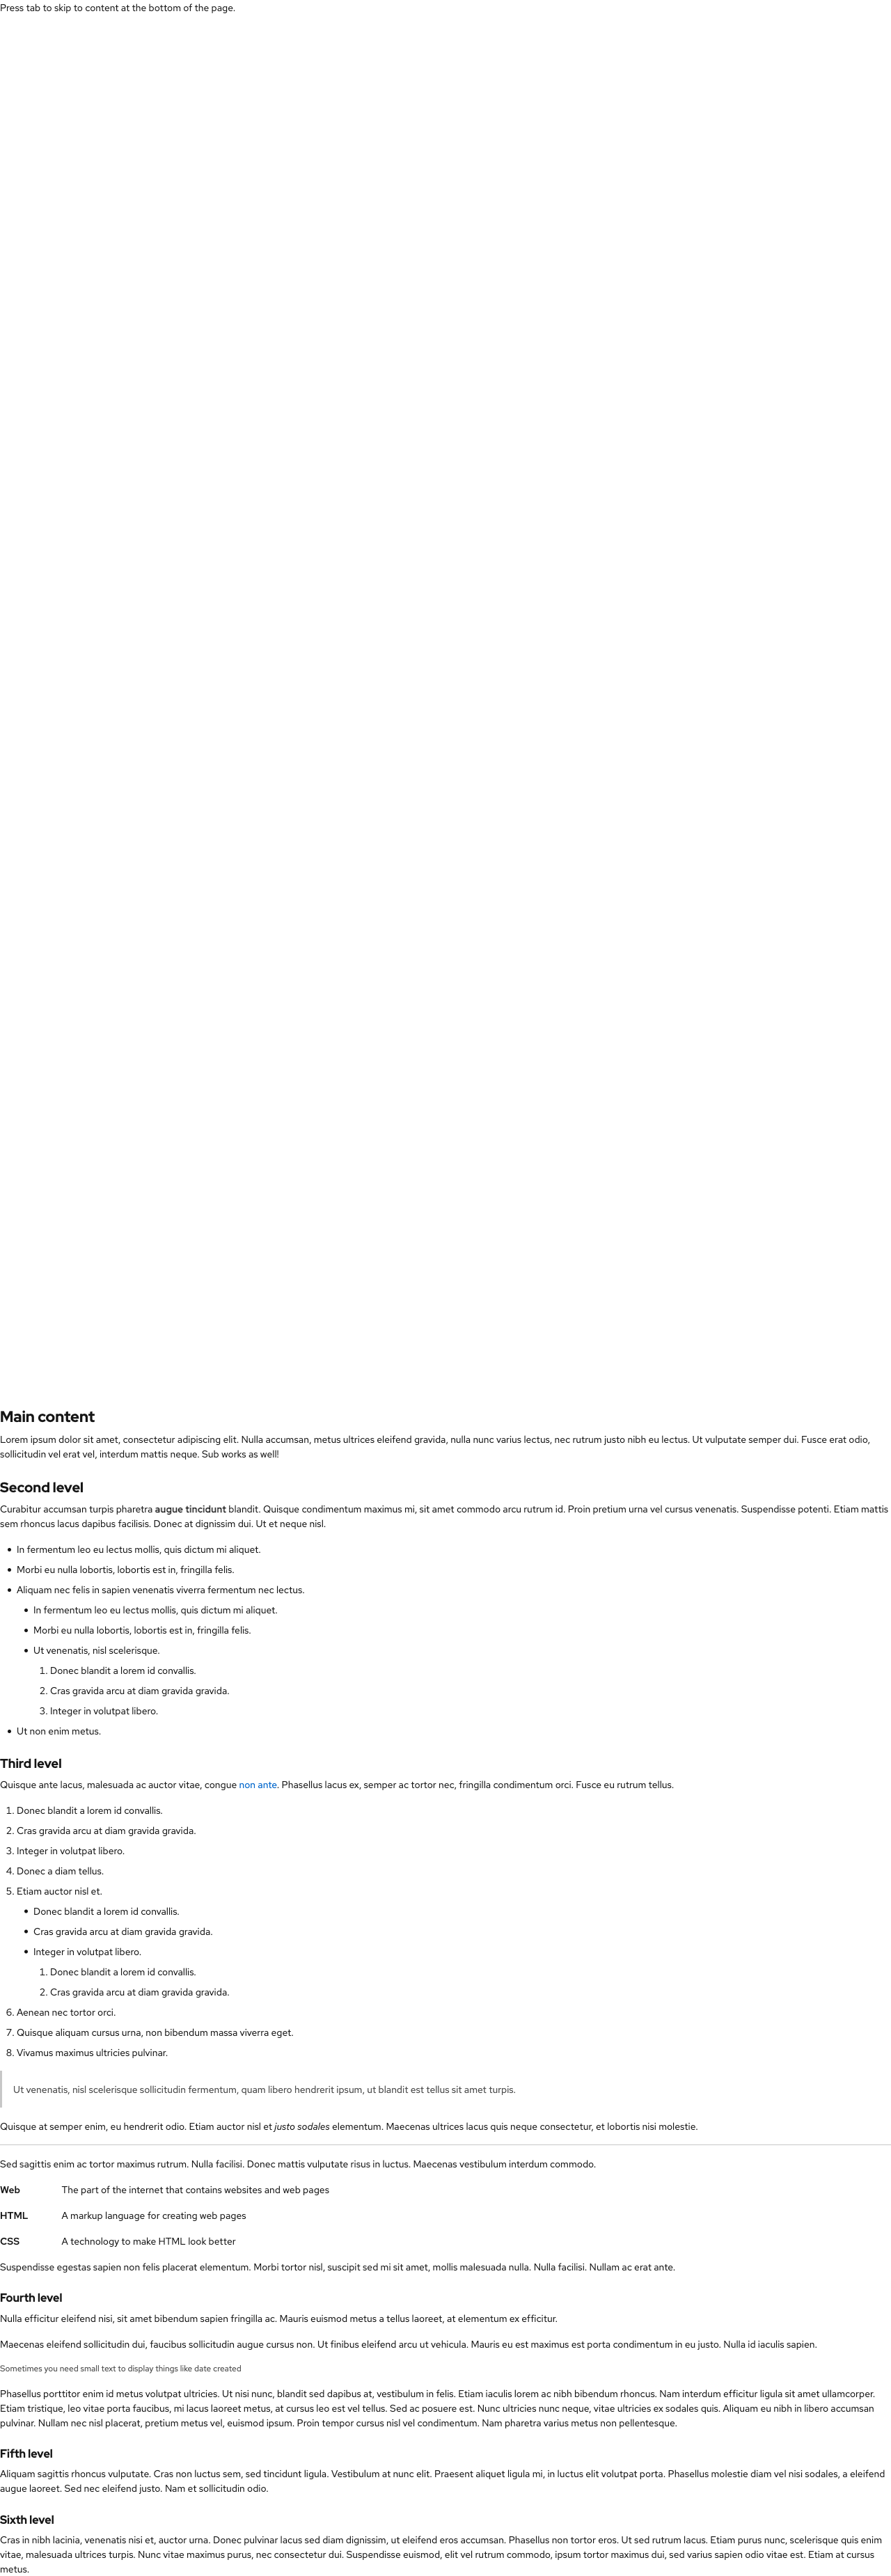 Press tab to skip to content at the bottom of the page.
Main content
Lorem ipsum dolor sit amet, consectetur adipiscing elit. Nulla accumsan, metus ultrices eleifend gravida, nulla nunc varius lectus, nec rutrum justo nibh eu lectus. Ut vulputate semper dui. Fusce erat odio,
sollicitudin vel erat vel, interdum mattis neque. Sub works as well!
Second level
Curabitur accumsan turpis pharetra augue tincidunt blandit. Quisque condimentum maximus mi, sit amet commodo arcu rutrum id. Proin pretium urna vel cursus venenatis. Suspendisse potenti. Etiam mattis
sem rhoncus lacus dapibus facilisis. Donec at dignissim dui. Ut et neque nisl.
• In fermentum leo eu lectus mollis, quis dictum mi aliquet.
• Morbi eu nulla lobortis, lobortis est in, fringilla felis.
• Aliquam nec felis in sapien venenatis viverra fermentum nec lectus.
• In fermentum leo eu lectus mollis, quis dictum mi aliquet.
• Morbi eu nulla lobortis, lobortis est in, fringilla felis.
• Ut venenatis, nisl scelerisque.
1. Donec blandit a lorem id convallis.
2. Cras gravida arcu at diam gravida gravida.
3. Integer in volutpat libero.
• Ut non enim metus.
Third level
Quisque ante lacus, malesuada ac auctor vitae, congue non ante. Phasellus lacus ex, semper ac tortor nec, fringilla condimentum orci. Fusce eu rutrum tellus.
1. Donec blandit a lorem id convallis.
2. Cras gravida arcu at diam gravida gravida.
3. Integer in volutpat libero.
4. Donec a diam tellus.
5. Etiam auctor nisl et.
• Donec blandit a lorem id convallis.
• Cras gravida arcu at diam gravida gravida.
• Integer in volutpat libero.
1. Donec blandit a lorem id convallis.
2. Cras gravida arcu at diam gravida gravida.
6. Aenean nec tortor orci.
7. Quisque aliquam cursus urna, non bibendum massa viverra eget.
8. Vivamus maximus ultricies pulvinar.
Ut venenatis, nisl scelerisque sollicitudin fermentum, quam libero hendrerit ipsum, ut blandit est tellus sit amet turpis.
Quisque at semper enim, eu hendrerit odio. Etiam auctor nisl et justo sodales elementum. Maecenas ultrices lacus quis neque consectetur, et lobortis nisi molestie.
Sed sagittis enim ac tortor maximus rutrum. Nulla facilisi. Donec mattis vulputate risus in luctus. Maecenas vestibulum interdum commodo.
Web The part of the internet that contains websites and web pages
HTML A markup language for creating web pages
CSS A technology to make HTML look better
Suspendisse egestas sapien non felis placerat elementum. Morbi tortor nisl, suscipit sed mi sit amet, mollis malesuada nulla. Nulla facilisi. Nullam ac erat ante.
Fourth level
Nulla efficitur eleifend nisi, sit amet bibendum sapien fringilla ac. Mauris euismod metus a tellus laoreet, at elementum ex efficitur.
Maecenas eleifend sollicitudin dui, faucibus sollicitudin augue cursus non. Ut finibus eleifend arcu ut vehicula. Mauris eu est maximus est porta condimentum in eu justo. Nulla id iaculis sapien.
Sometimes you need small text to display things like date created
Phasellus porttitor enim id metus volutpat ultricies. Ut nisi nunc, blandit sed dapibus at, vestibulum in felis. Etiam iaculis lorem ac nibh bibendum rhoncus. Nam interdum efficitur ligula sit amet ullamcorper.
Etiam tristique, leo vitae porta faucibus, mi lacus laoreet metus, at cursus leo est vel tellus. Sed ac posuere est. Nunc ultricies nunc neque, vitae ultricies ex sodales quis. Aliquam eu nibh in libero accumsan
pulvinar. Nullam nec nisl placerat, pretium metus vel, euismod ipsum. Proin tempor cursus nisl vel condimentum. Nam pharetra varius metus non pellentesque.
Fifth level
Aliquam sagittis rhoncus vulputate. Cras non luctus sem, sed tincidunt ligula. Vestibulum at nunc elit. Praesent aliquet ligula mi, in luctus elit volutpat porta. Phasellus molestie diam vel nisi sodales, a eleifend
augue laoreet. Sed nec eleifend justo. Nam et sollicitudin odio.
Sixth level
Cras in nibh lacinia, venenatis nisi et, auctor urna. Donec pulvinar lacus sed diam dignissim, ut eleifend eros accumsan. Phasellus non tortor eros. Ut sed rutrum lacus. Etiam purus nunc, scelerisque quis enim
vitae, malesuada ultrices turpis. Nunc vitae maximus purus, nec consectetur dui. Suspendisse euismod, elit vel rutrum commodo, ipsum tortor maximus dui, sed varius sapien odio vitae est. Etiam at cursus
metus.